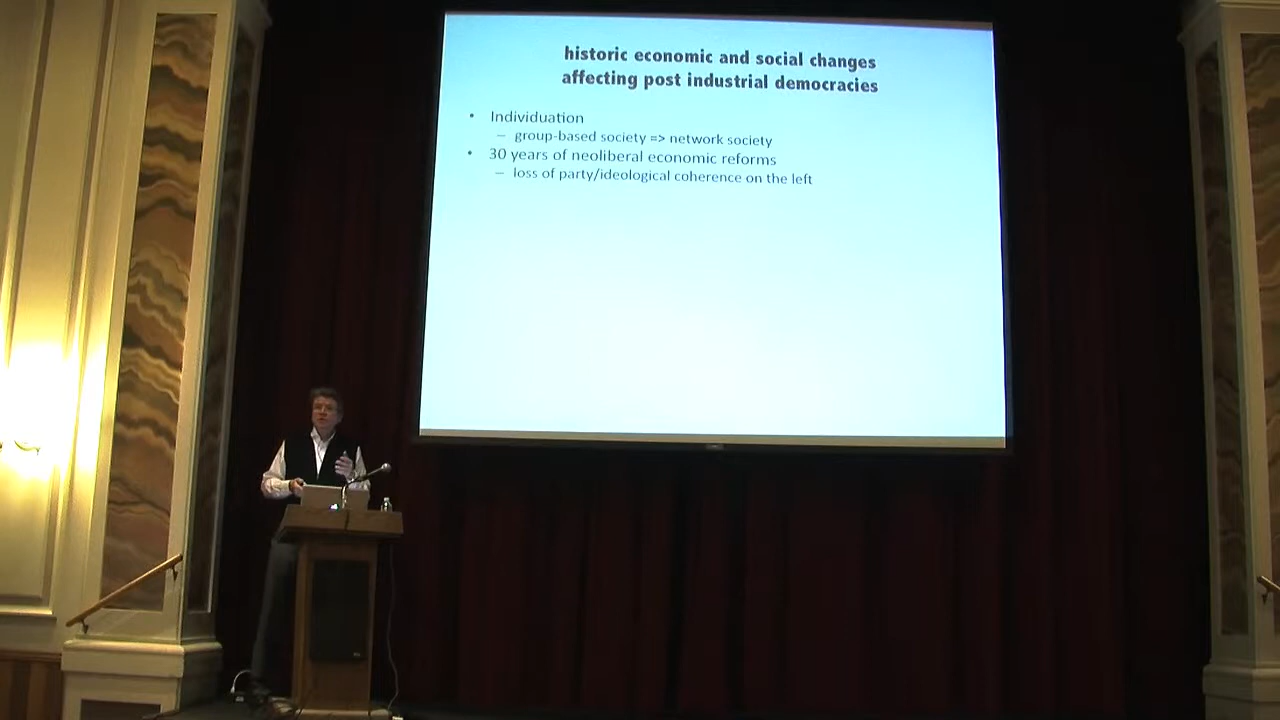 historic economic and social changes
affecting post industrial democracies
• Individuation
– group-based society => network society
• 30 years of neoliberal economic reforms
– loss of party/ideological coherence on the left